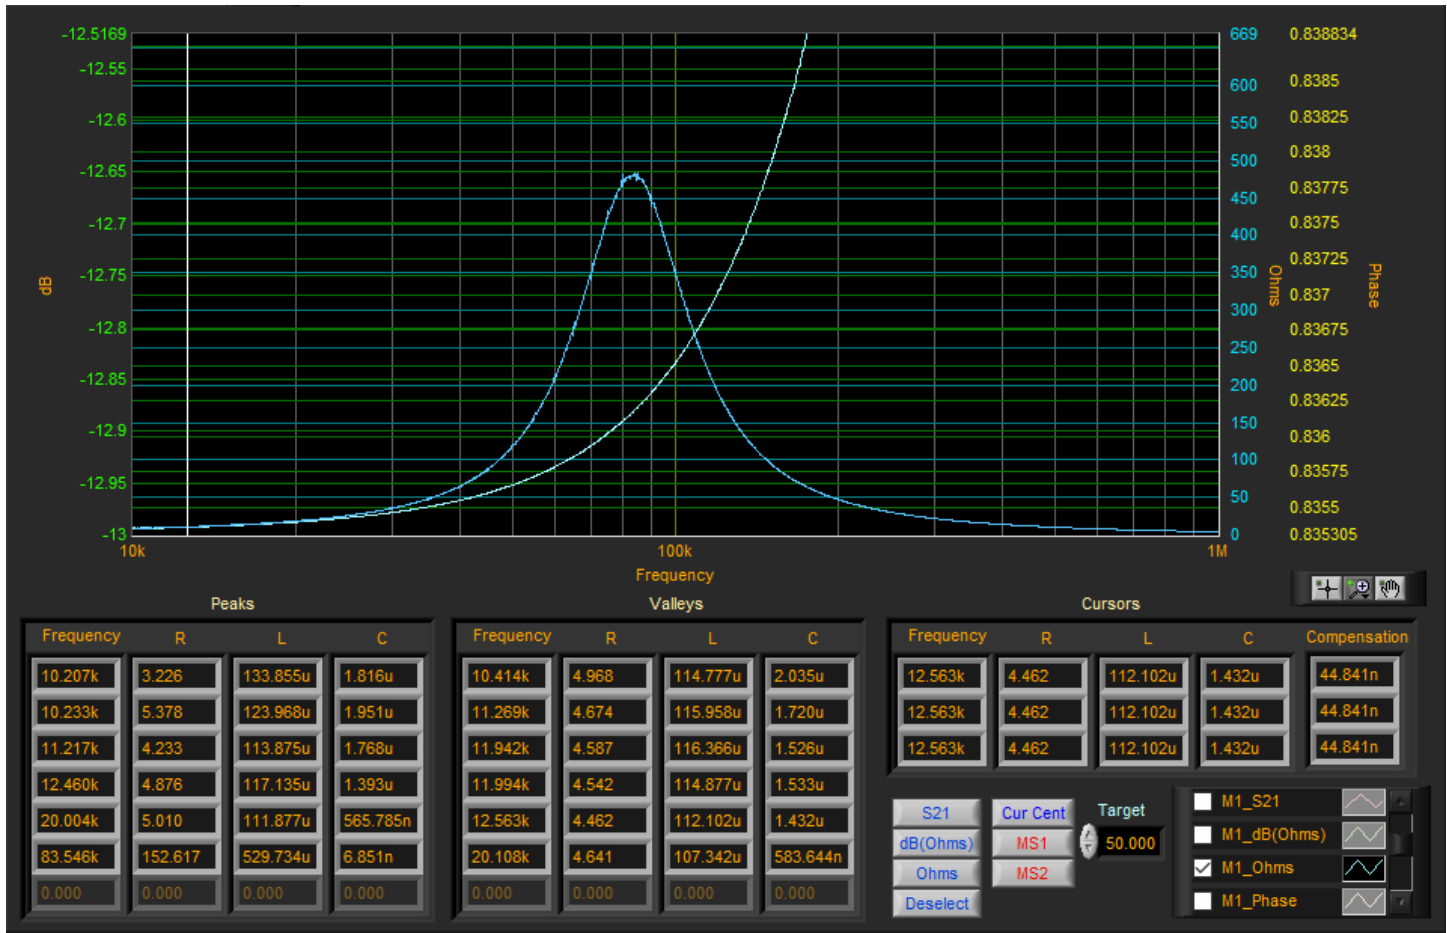 -12.5169 669 0.838834
-12.55 0.8385
600
-12.6 550 0.83825
0.838
-12.65 500
0.83775
450
-12.7 400 0.8375
0.83725
-12.75 350
dB Ohms Phase
0.837
300
-12.8 0.83675
250
0.8365
-12.85 200
0.83625
150
-12.9 0.836
100
-12.95 0.83575
50
0.8355
-13 0 0.835305
10k 100k 1M
Frequency
Peaks Valleys Cursors
Frequency R L C Frequency R L C Frequency R L C Compensation
10.207k 3.226 133.855u 1.816u 10.414k 4.968 114.777u 2.035u 12.563k 4.462 112.102u 1.432u 44.841n
10.233k 5.378 123.968u 1.951u 11.269k 4.674 115.958u 1.720u 12.563k 4.462 112.102u 1.432u 44.841n
11.217k 4.233 113.875u 1.768u 11.942k 4.587 116.366u 1.526u 12.563k 4.462 112.102u 1.432u 44.841n
12.460k 4.876 117.135u 1.393u 11.994k 4.542 114.877u 1.533u
20.004k 5.010 111.877u 565.785n 12.563k 4.462 112.102u 1.432u
83.546k 152.617 529.734u 6.851n 20.108k 4.641 107.342u 583.644n
0.000 0.000 0.000 0.000 0.000 0.000 0.000 0.000
S21 Cur Cent Target M1_S21
dB(Ohms) MS1 50.000 M1_dB(Ohms)
Ohms MS2 M1_Ohms
Deselect M1_Phase